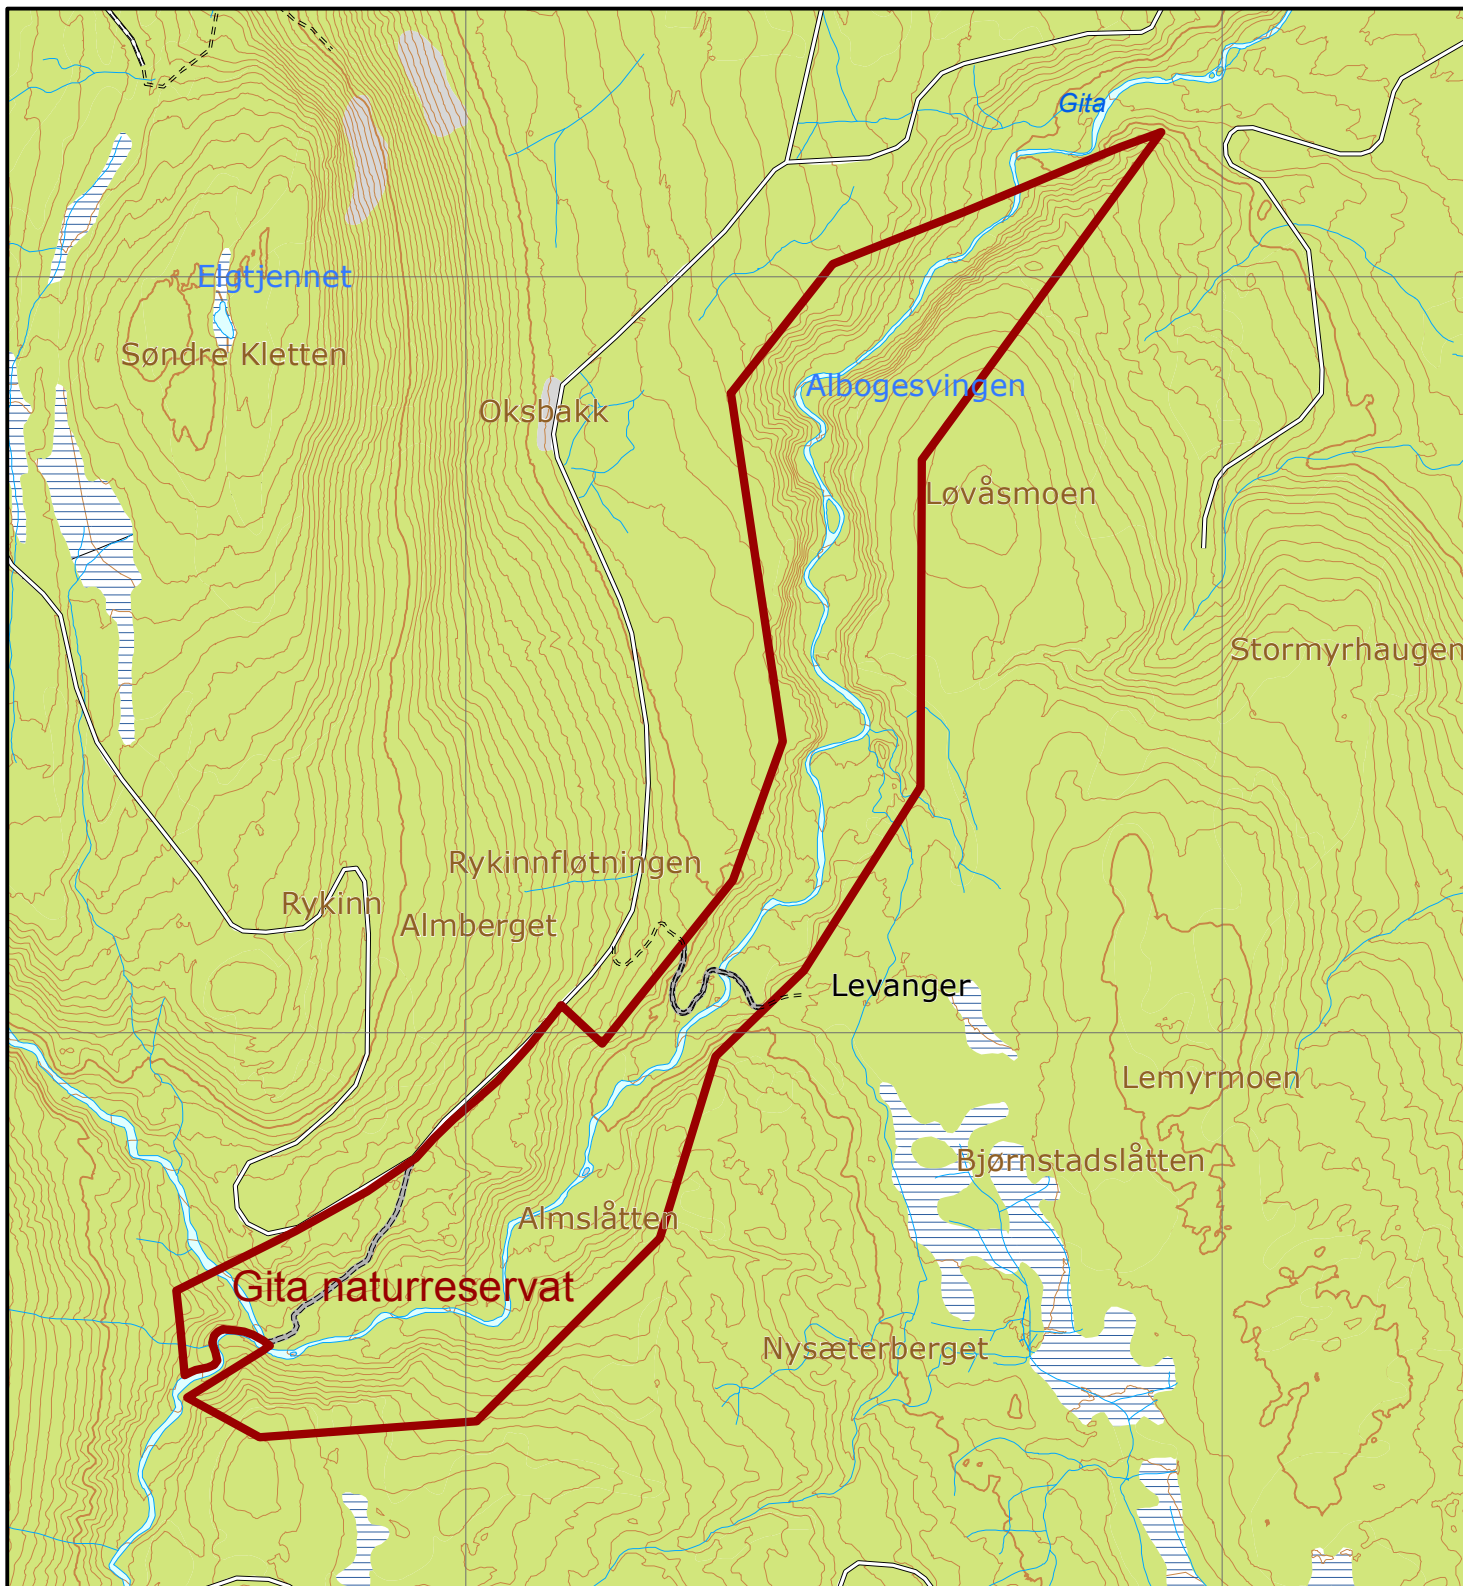 Gita
Elgtjennet
Søndre Kletten
Albogesvingen
Oksbakk
Løvåsmoen
Stormyrhaugen
Rykinnfløtningen
Rykinn
Almberget
Levanger
Lemyrmoen
Bjørnstadslåtten
Almslåtten
Gita naturreservat
Nysæterberget